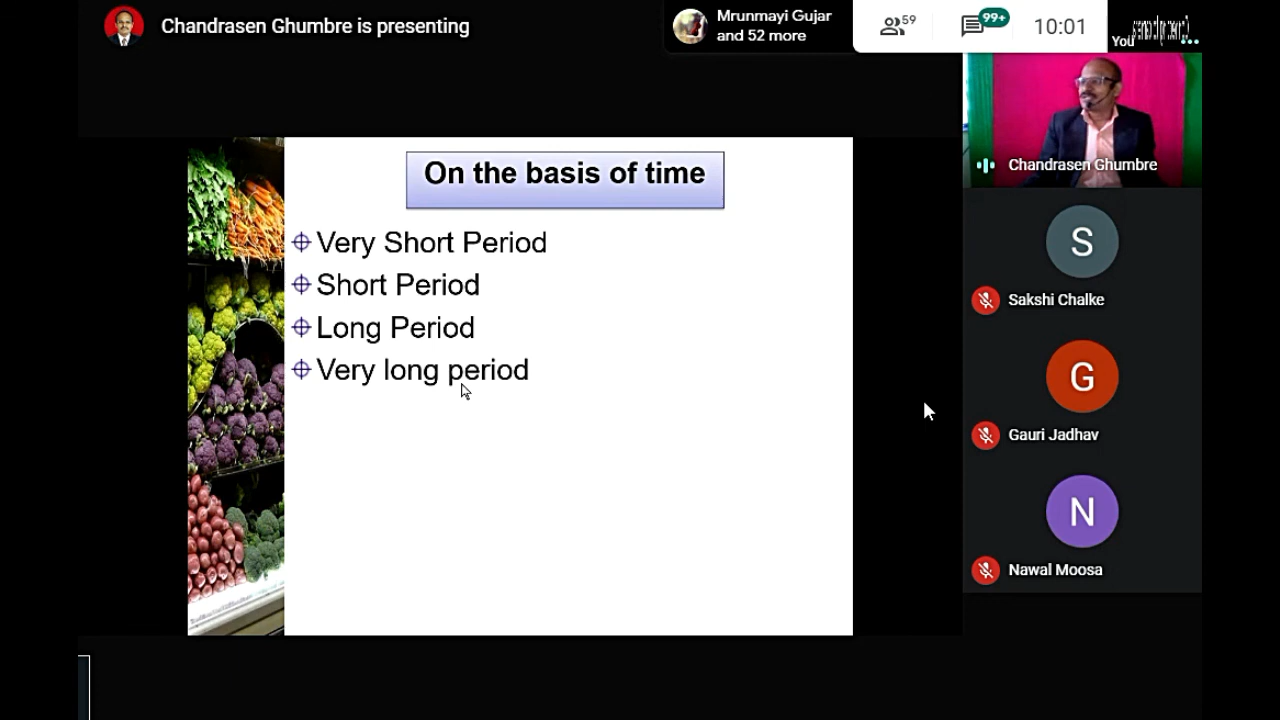 Chandrasen Ghumbre is presenting
Mrunmayi Gujar
and 52 more
59
99+
10:01
You
On the basis of time
Very Short Period
Short Period
Long Period
Very long period
Chandrasen Ghumbre
S
Sakshi Chalke
G
Gauri Jadhav
N
Nawal Moosa